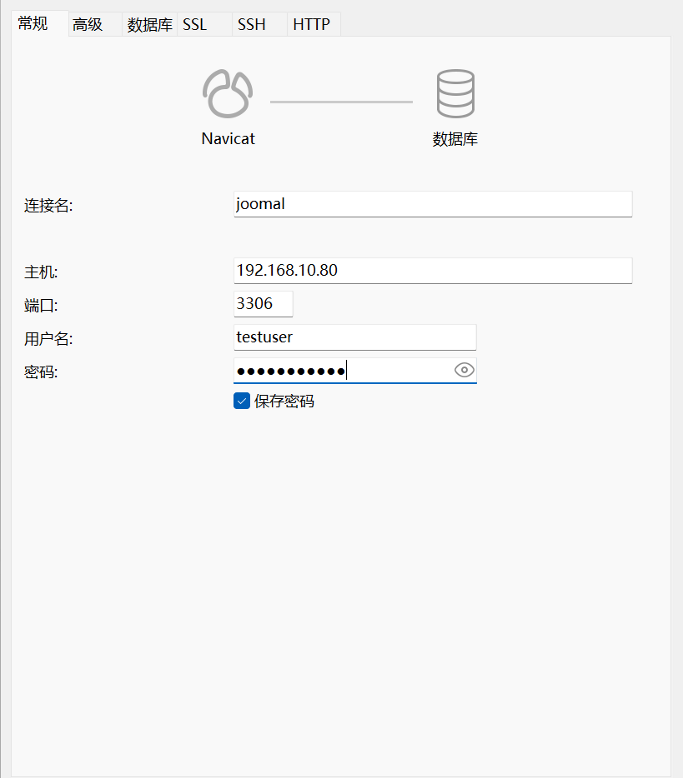 常规 高级 数据库 SSL SSH HTTP
Navicat 数据库
连接名: joomal
主机: 192.168.10.80
端口: 3306
用户名: testuser
密码: ●●●●●●●●●●●
保存密码